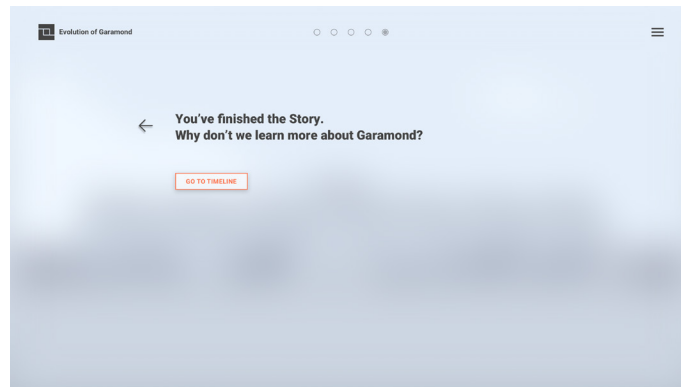 Evolution of Garamond
You’ve finished the Story.
Why don’t we learn more about Garamond?
GO TO TIMELINE